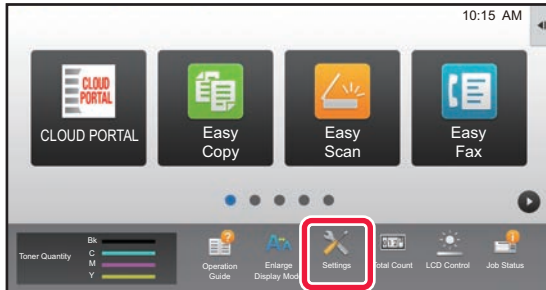 10:15 AM
CLOUD
PORTAL
CLOUD PORTAL
Easy
Copy
Easy
Scan
Easy
Fax
Toner Quantity
Bk
C
M
Y
Operation
Guide
Enlarge
Display Mode
Settings
Total Count
LCD Control
Job Status